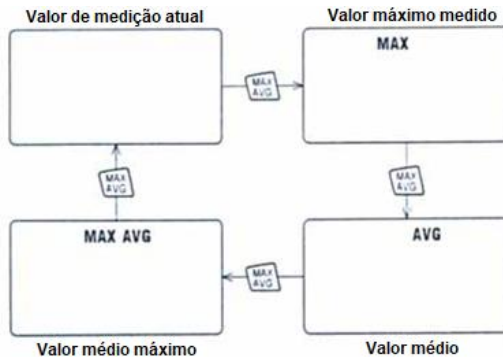 Valor de medição atual
Valor máximo medido
MAX
MAX
AVG
MAX
AVG
MAX
AVG
MAX AVG
AVG
MAX
AVG
Valor médio máximo
Valor médio